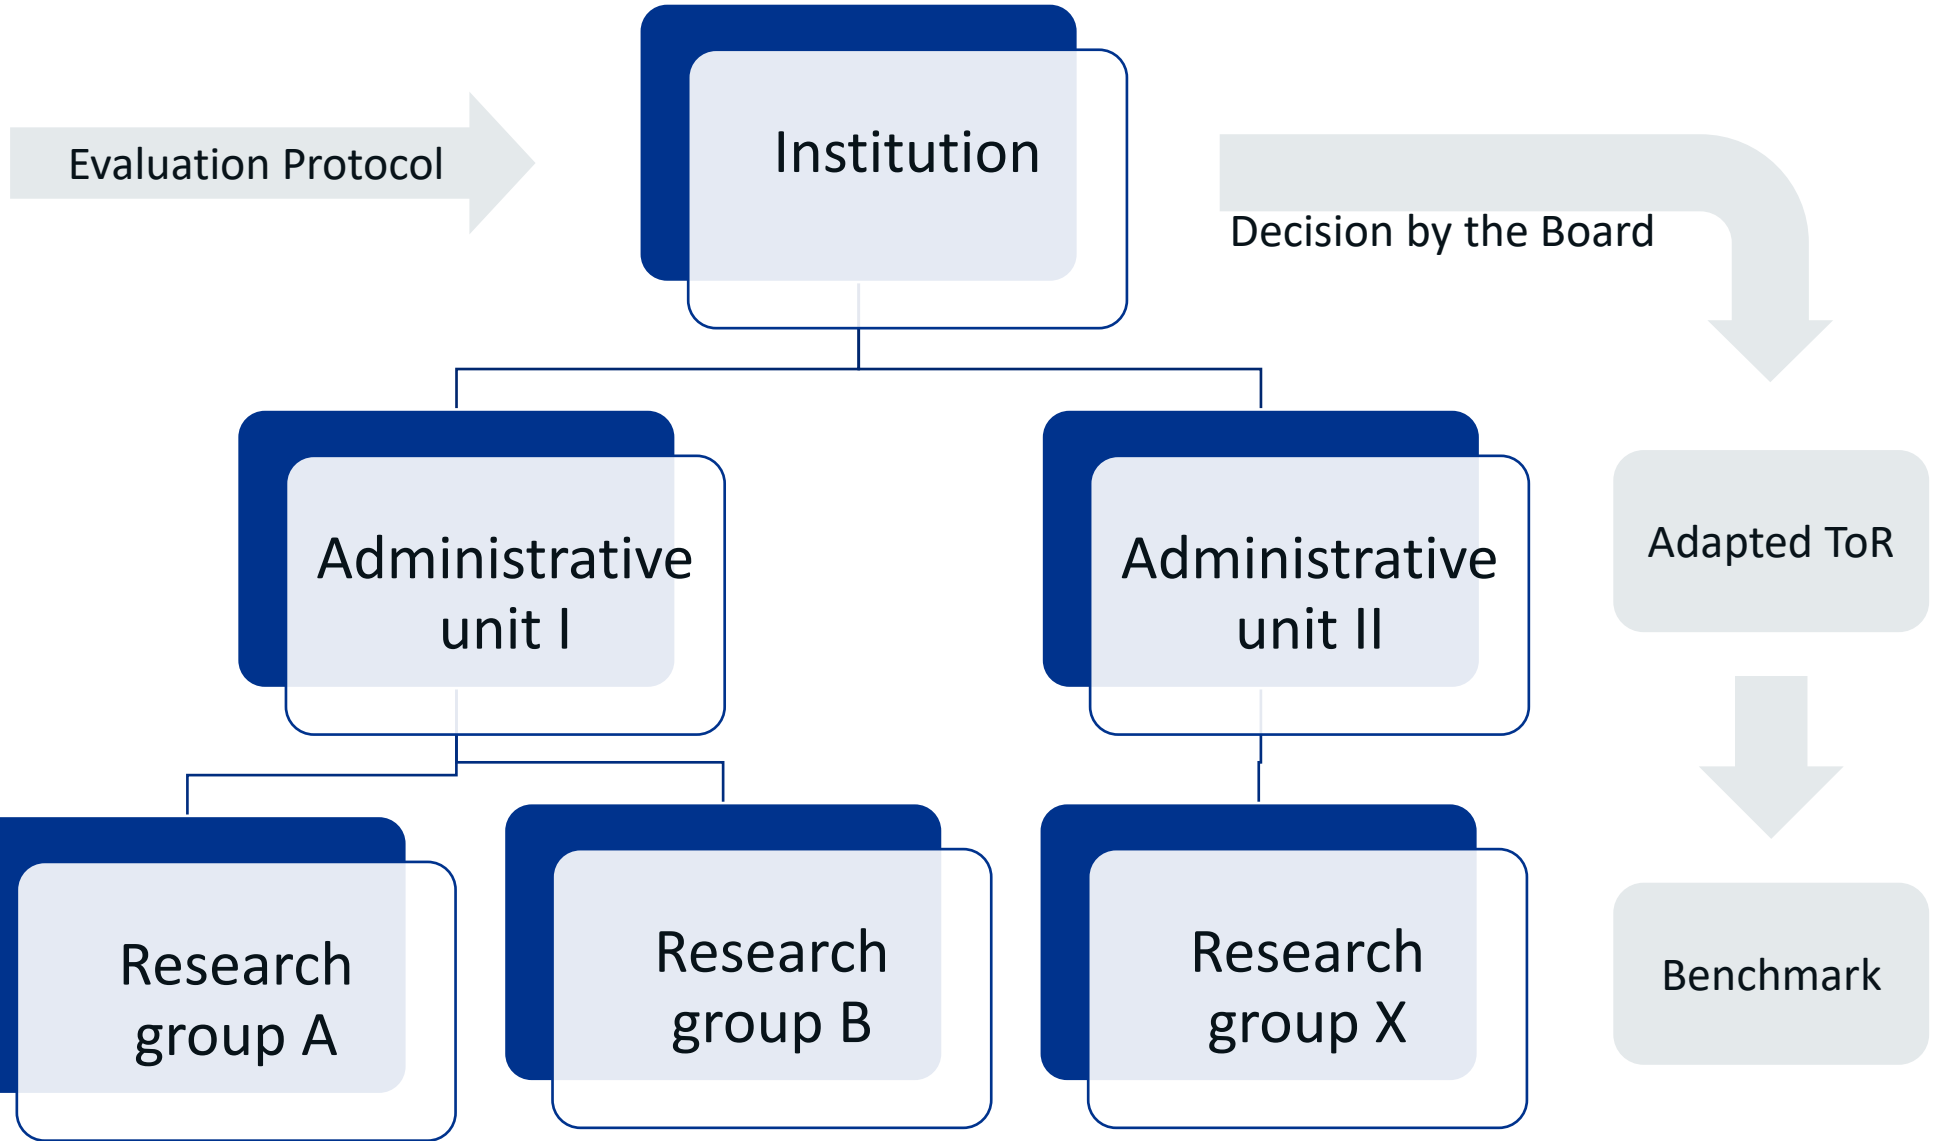 Evaluation Protocol
Institution
Decision by the Board
Administrative
unit I
Administrative
unit II
Adapted ToR
Research
group A
Research
group B
Research
group X
Benchmark